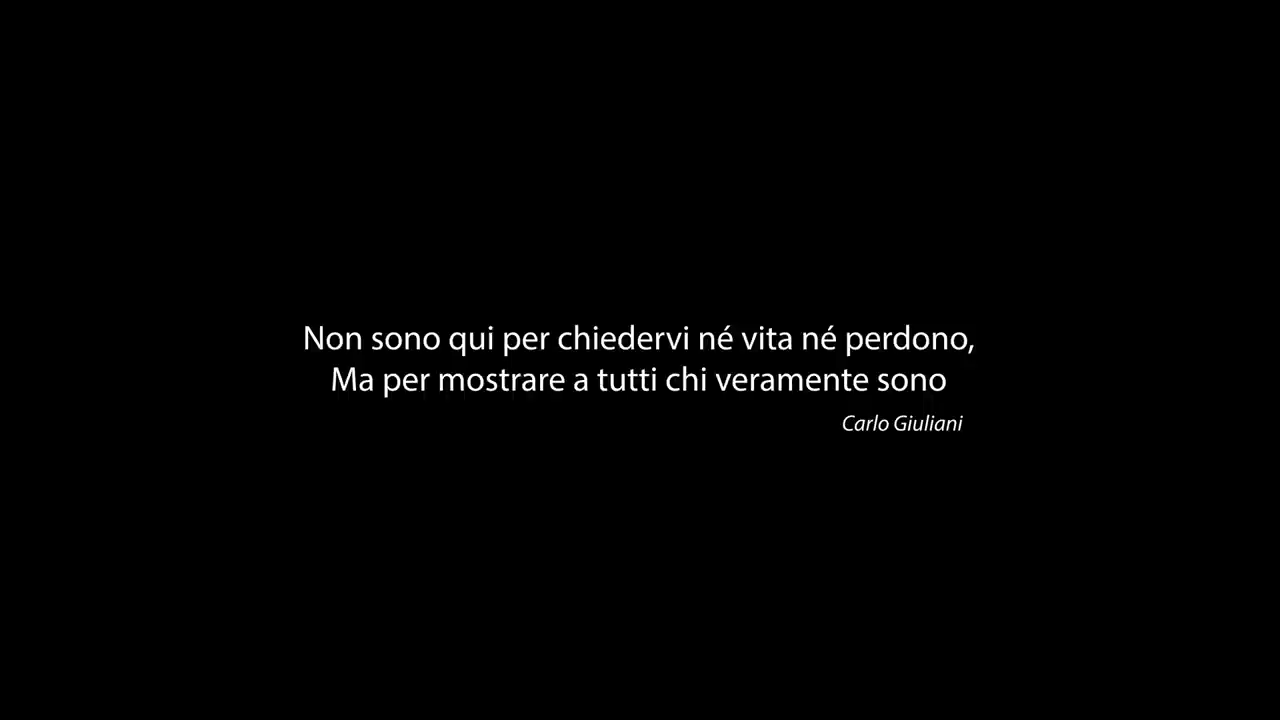 Non sono qui per chiedervi né vita né perdono,
Ma per mostrare a tutti chi veramente sono
Carlo Giuliani